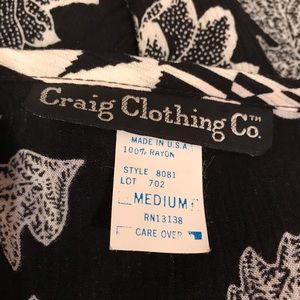 Craig Clothing Co.™
MADE IN U.S.A.
100% RAYON
STYLE 8081
LOT 702
MEDIUM
RN13138
CARE OVER